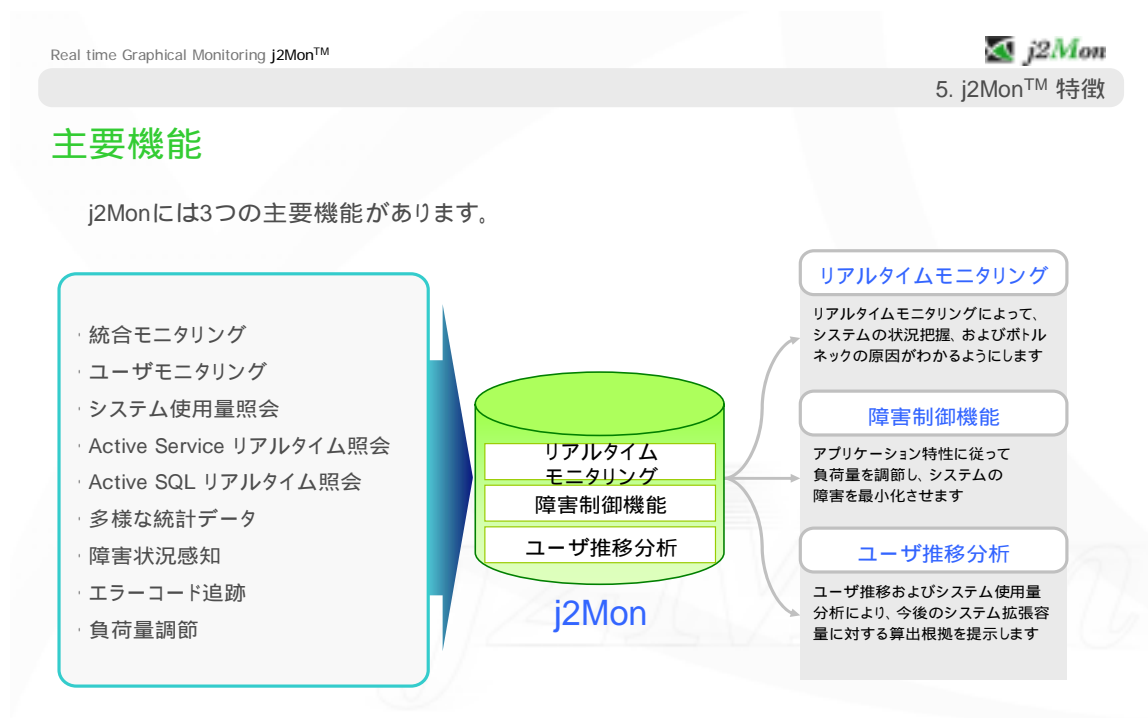 Real time Graphical Monitoring j2Mon™
j2Mon
5. j2Mon™ 特徴
主要機能
j2Monには3つの主要機能があります。
· 統合モニタリング
· ユーザモニタリング
· システム使用量照会
· Active Service リアルタイム照会
· Active SQL リアルタイム照会
· 多様な統計データ
· 障害状況感知
· エラーコード追跡
· 負荷量調節
リアルタイム
モニタリング
障害制御機能
ユーザ推移分析
j2Mon
リアルタイムモニタリング
リアルタイムモニタリングによって、
システムの状況把握、およびボトル
ネックの原因がわかるようにします
障害制御機能
アプリケーション特性に従って
負荷量を調節し、システムの
障害を最小化させます
ユーザ推移分析
ユーザ推移およびシステム使用量
分析により、今後のシステム拡張容
量に対する算出根拠を提示します